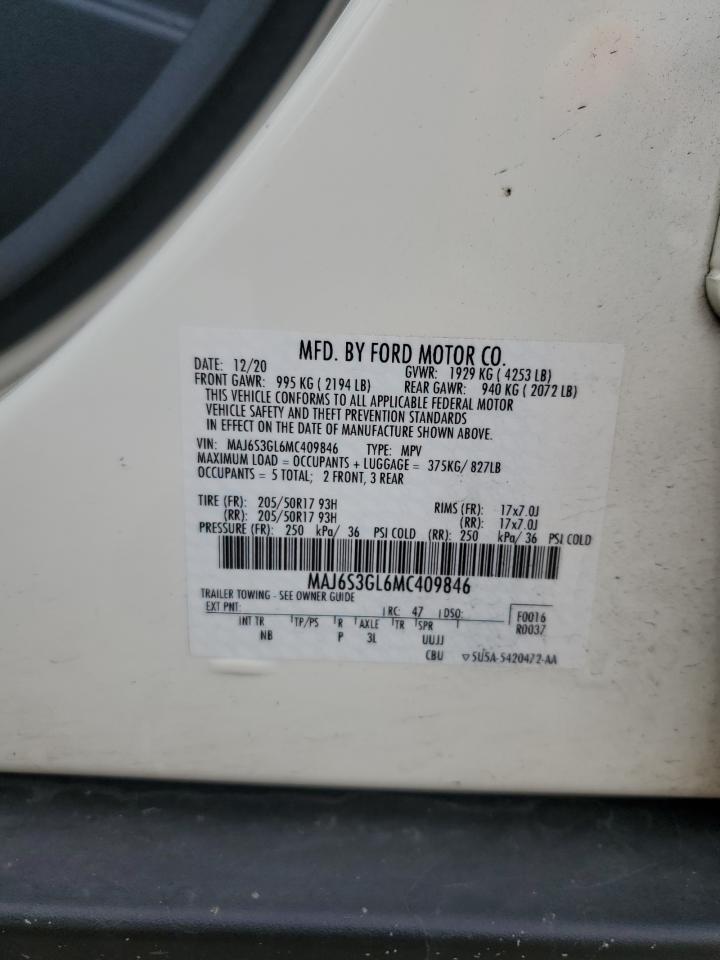 MFD. BY FORD MOTOR CO.
DATE: 12/20 GVWR: 1929 KG ( 4253 LB)
FRONT GAWR: 995 KG ( 2194 LB) REAR GAWR: 940 KG ( 2072 LB)
THIS VEHICLE CONFORMS TO ALL APPLICABLE FEDERAL MOTOR
VEHICLE SAFETY AND THEFT PREVENTION STANDARDS
IN EFFECT ON THE DATE OF MANUFACTURE SHOWN ABOVE.
VIN: MAJ6S3GL6MC409846 TYPE: MPV
MAXIMUM LOAD = OCCUPANTS + LUGGAGE = 375KG/ 827LB
OCCUPANTS = 5 TOTAL; 2 FRONT, 3 REAR
TIRE (FR): 205/50R17 93H RIMS (FR): 17x7.0J
(RR): 205/50R17 93H (RR): 17x7.0J
PRESSURE (FR): 250 kPa/ 36 PSI COLD (RR): 250 kPa/ 36 PSI COLD
MAJ6S3GL6MC409846
TRAILER TOWING - SEE OWNER GUIDE
EXT PNT: RC: 47 DSO: F0016
INT TR TP/PS R AXLE TR SPR R0037
NB P 3L UUJJ
CBU ▽5U5A-5420472-AA